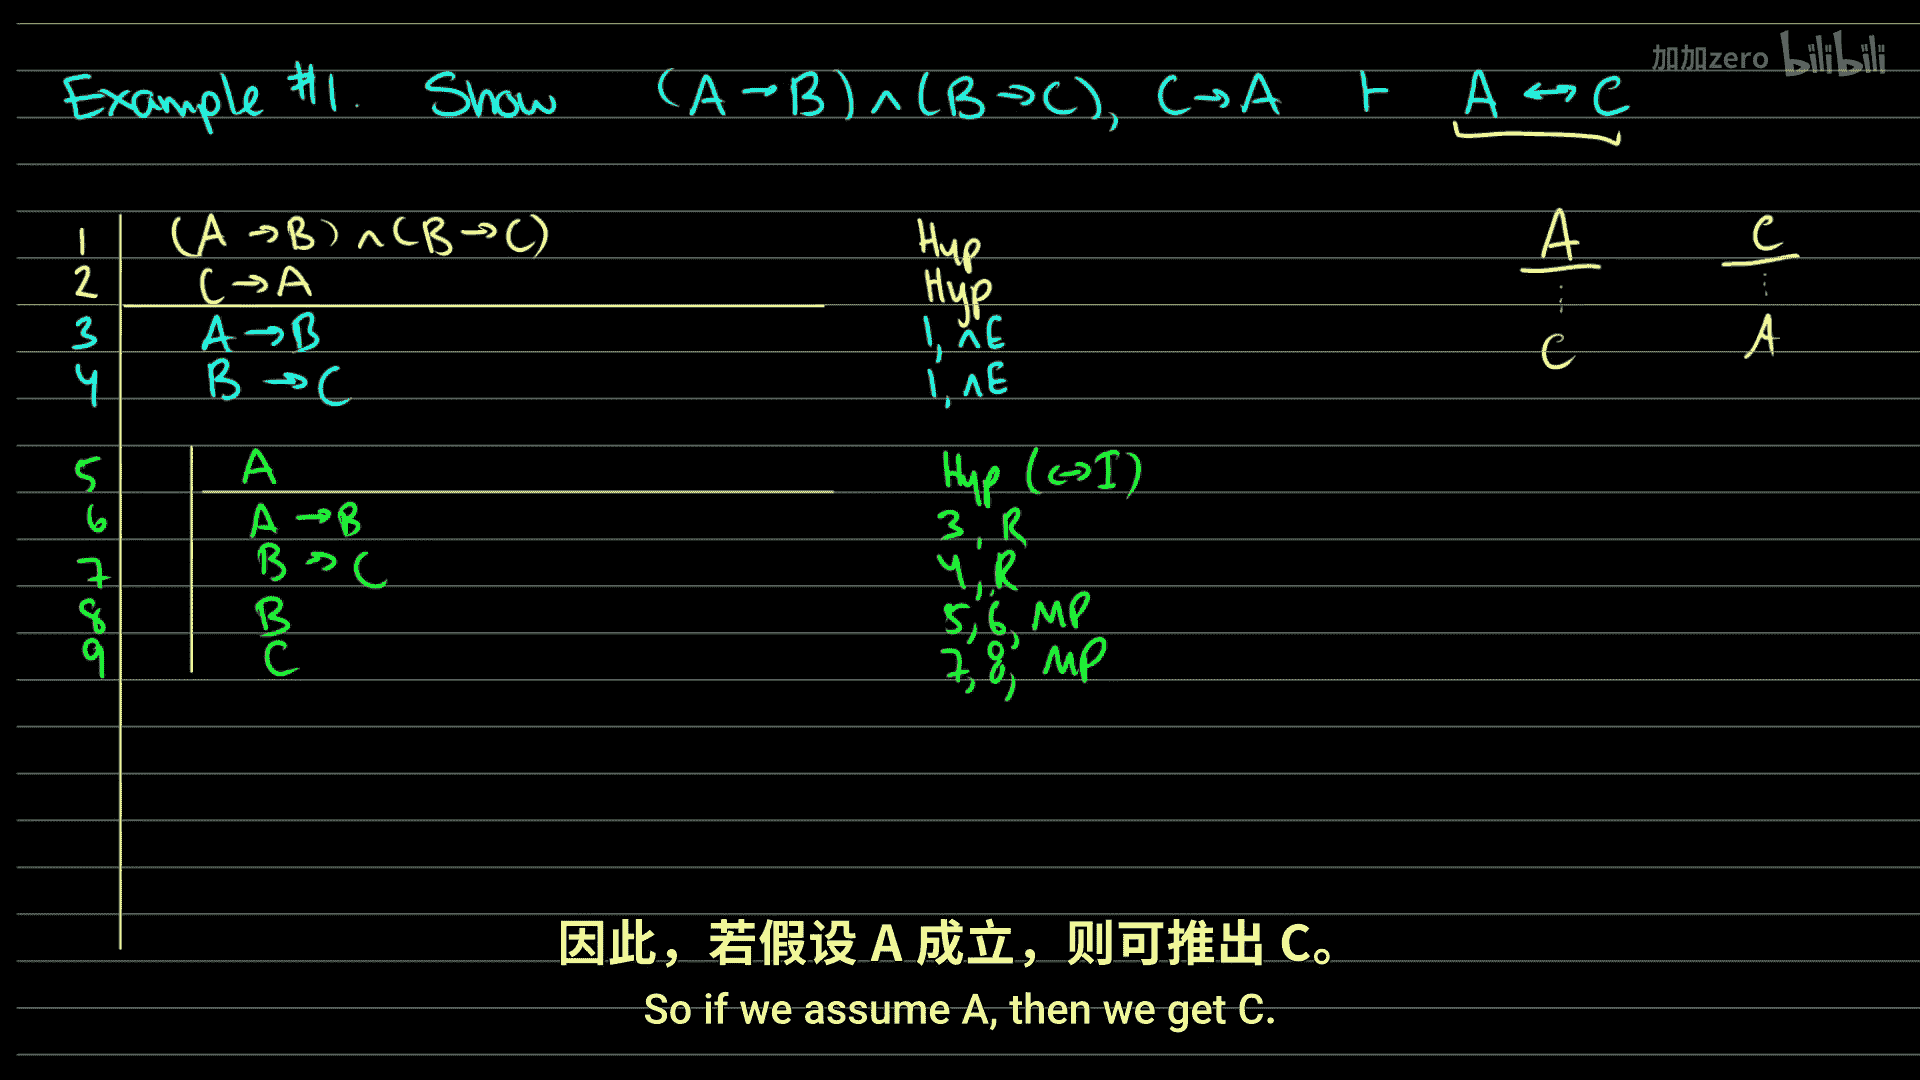 加加zero bilibili
Example #1. Show (A→B)∧(B→C), C→A ⊢ A↔C
1 (A→B)∧(B→C) Hyp
2 C→A Hyp
3 A→B 1, ∧E
4 B→C 1, ∧E
5 A Hyp (↔I)
6 A→B 3, R
7 B→C 4, R
8 B 5, 6, MP
9 C 7, 8, MP
A C
⋮ ⋮
C A
因此，若假设 A 成立，则可推出 C。
So if we assume A, then we get C.